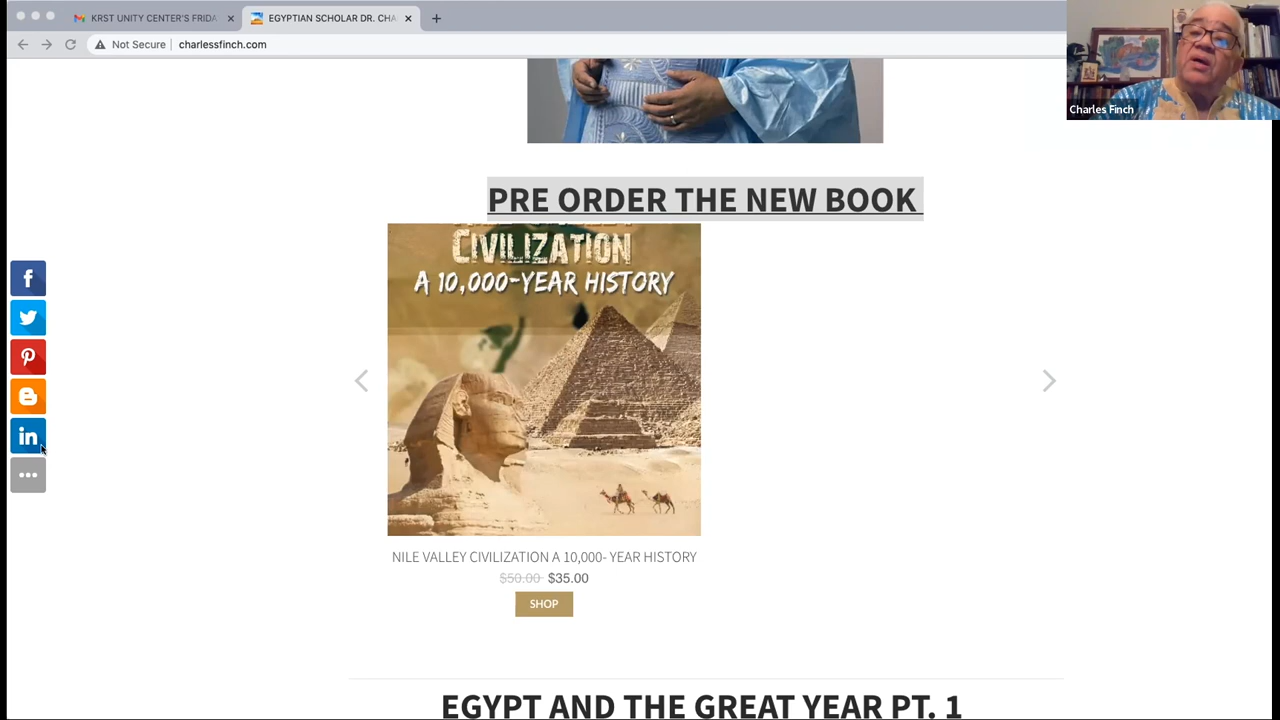 KRST UNITY CENTER'S FRIDA
EGYPTIAN SCHOLAR DR. CHA
Not Secure
charlessfinch.com
Charles Finch
PRE ORDER THE NEW BOOK
CIVILIZATION
A 10,000-YEAR HISTORY
NILE VALLEY CIVILIZATION A 10,000- YEAR HISTORY
$50.00 $35.00
SHOP
EGYPT AND THE GREAT YEAR PT. 1